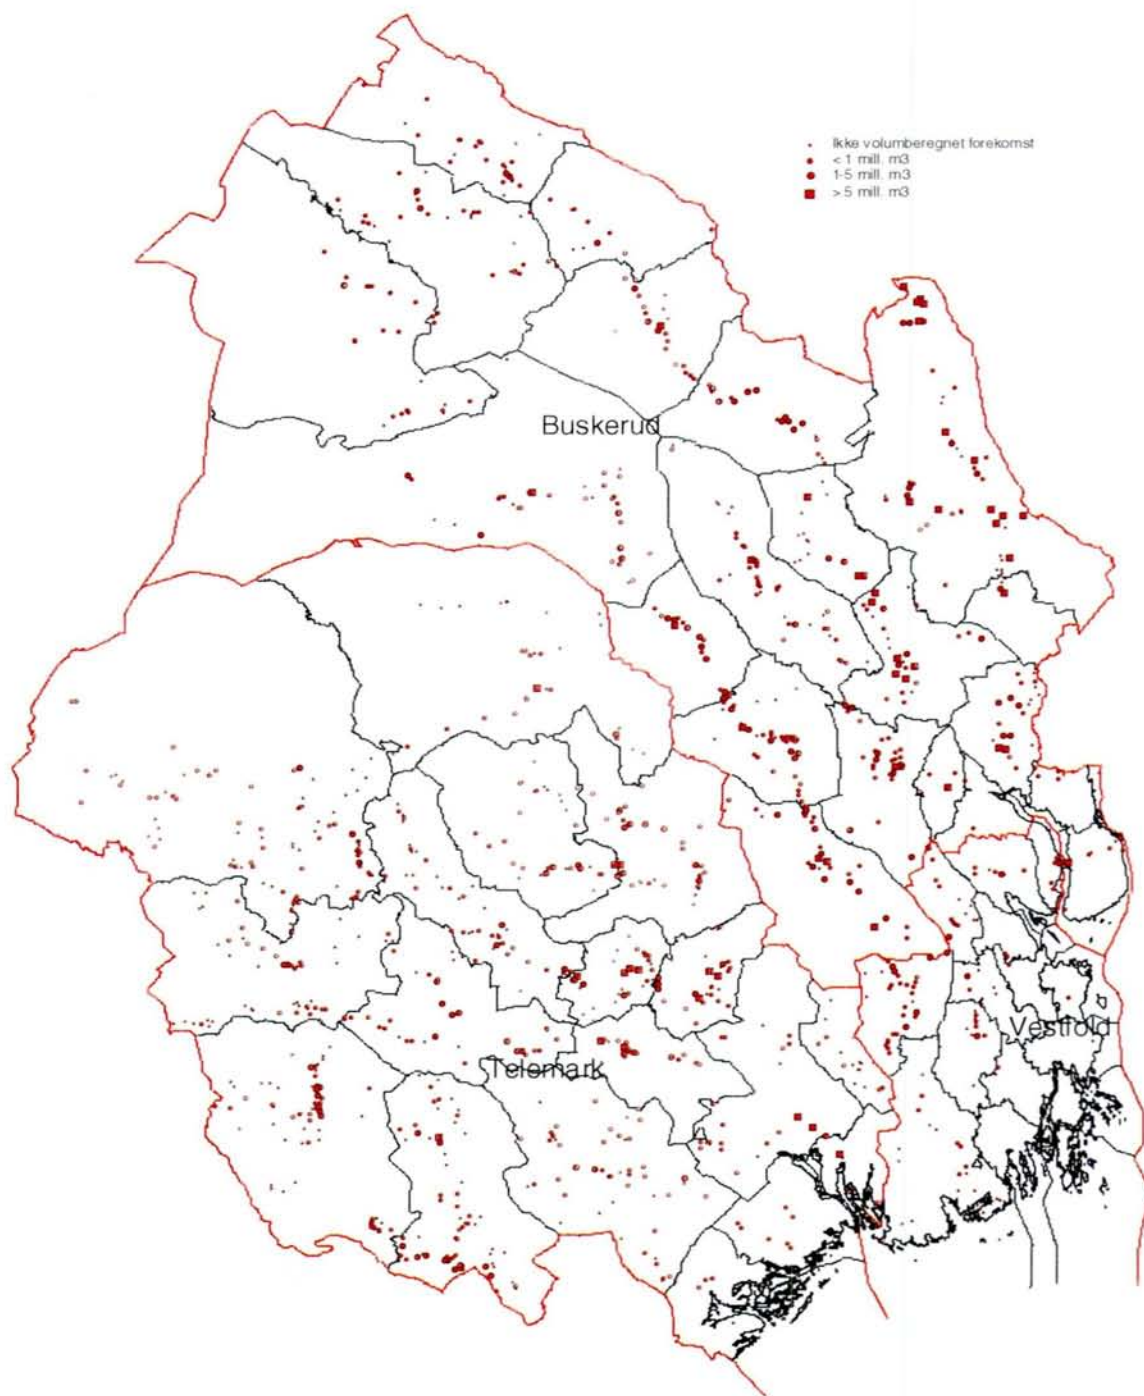 Ikke volumberegnet forekomst
< 1 mill. m3
1-5 mill. m3
> 5 mill. m3
Buskerud
Vestfold
Telemark